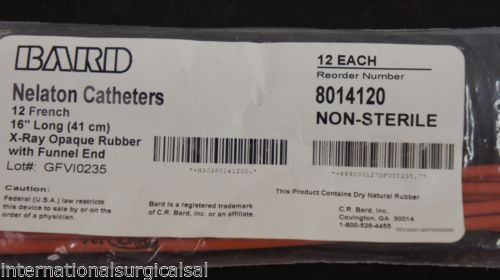 BARD
Nelaton Catheters
12 French
16" Long (41 cm)
X-Ray Opaque Rubber
with Funnel End
Lot#: GFVI0235
12 EACH
Reorder Number
8014120
NON-STERILE
*+H30380141200.*
*+889000127GFVI0235.7*
This Product Contains Dry Natural Rubber
Caution:
Federal (U.S.A.) law restricts
this device to sale by or on the
order of a physician.
Bard is a registered trademark
of C.R. Bard, Inc. or an affiliate.
C.R. Bard, Inc.
Covington, GA 30014
1-800-526-4455
internationalsurgicalsal